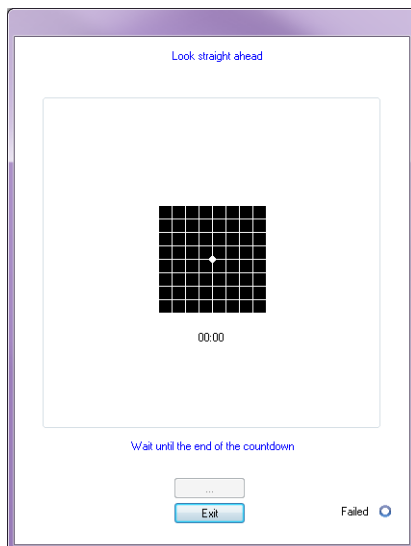 Look straight ahead
00:00
Wait until the end of the countdown
...
Exit
Failed